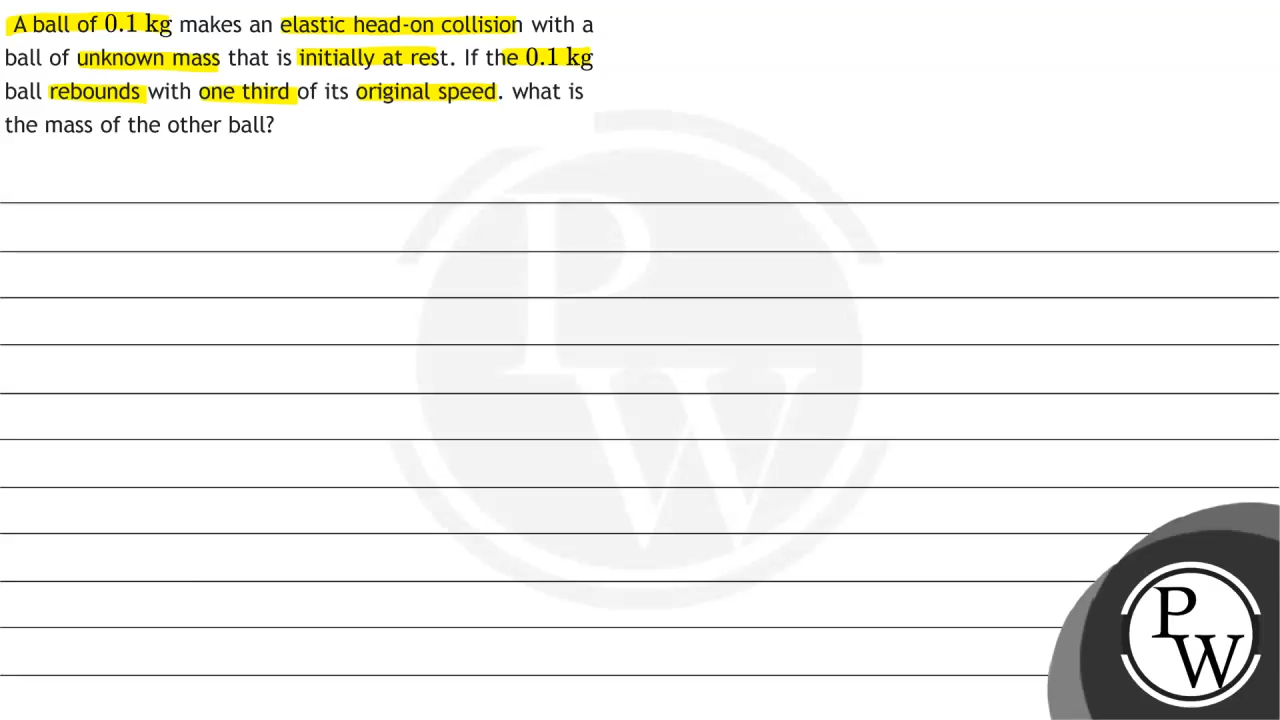 A ball of 0.1 kg makes an elastic head-on collision with a
ball of unknown mass that is initially at rest. If the 0.1 kg
ball rebounds with one third of its original speed. what is
the mass of the other ball?
PW
PW